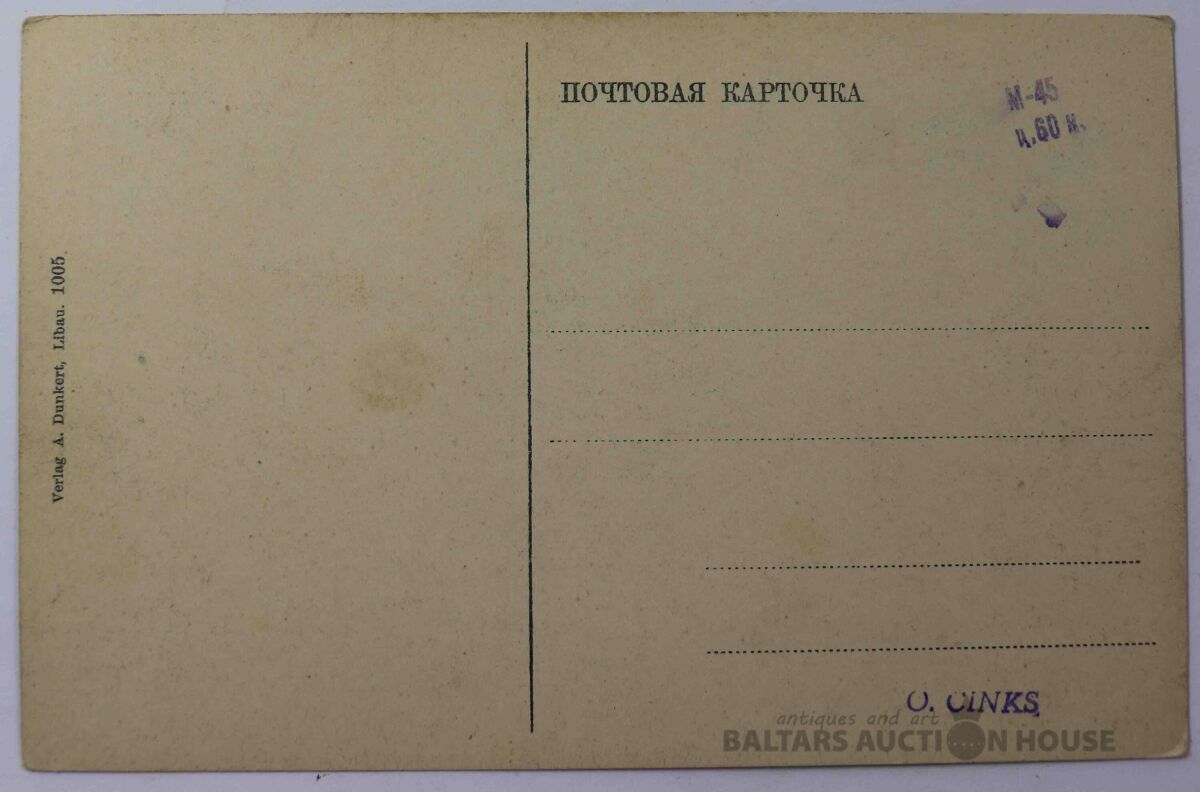 ПОЧТОВАЯ КАРТОЧКА
М-45
ц.60 к.
Verlag A. Dunkert, Libau. 1005
O. CINKS
antiques and art
BALTARS AUCTION HOUSE